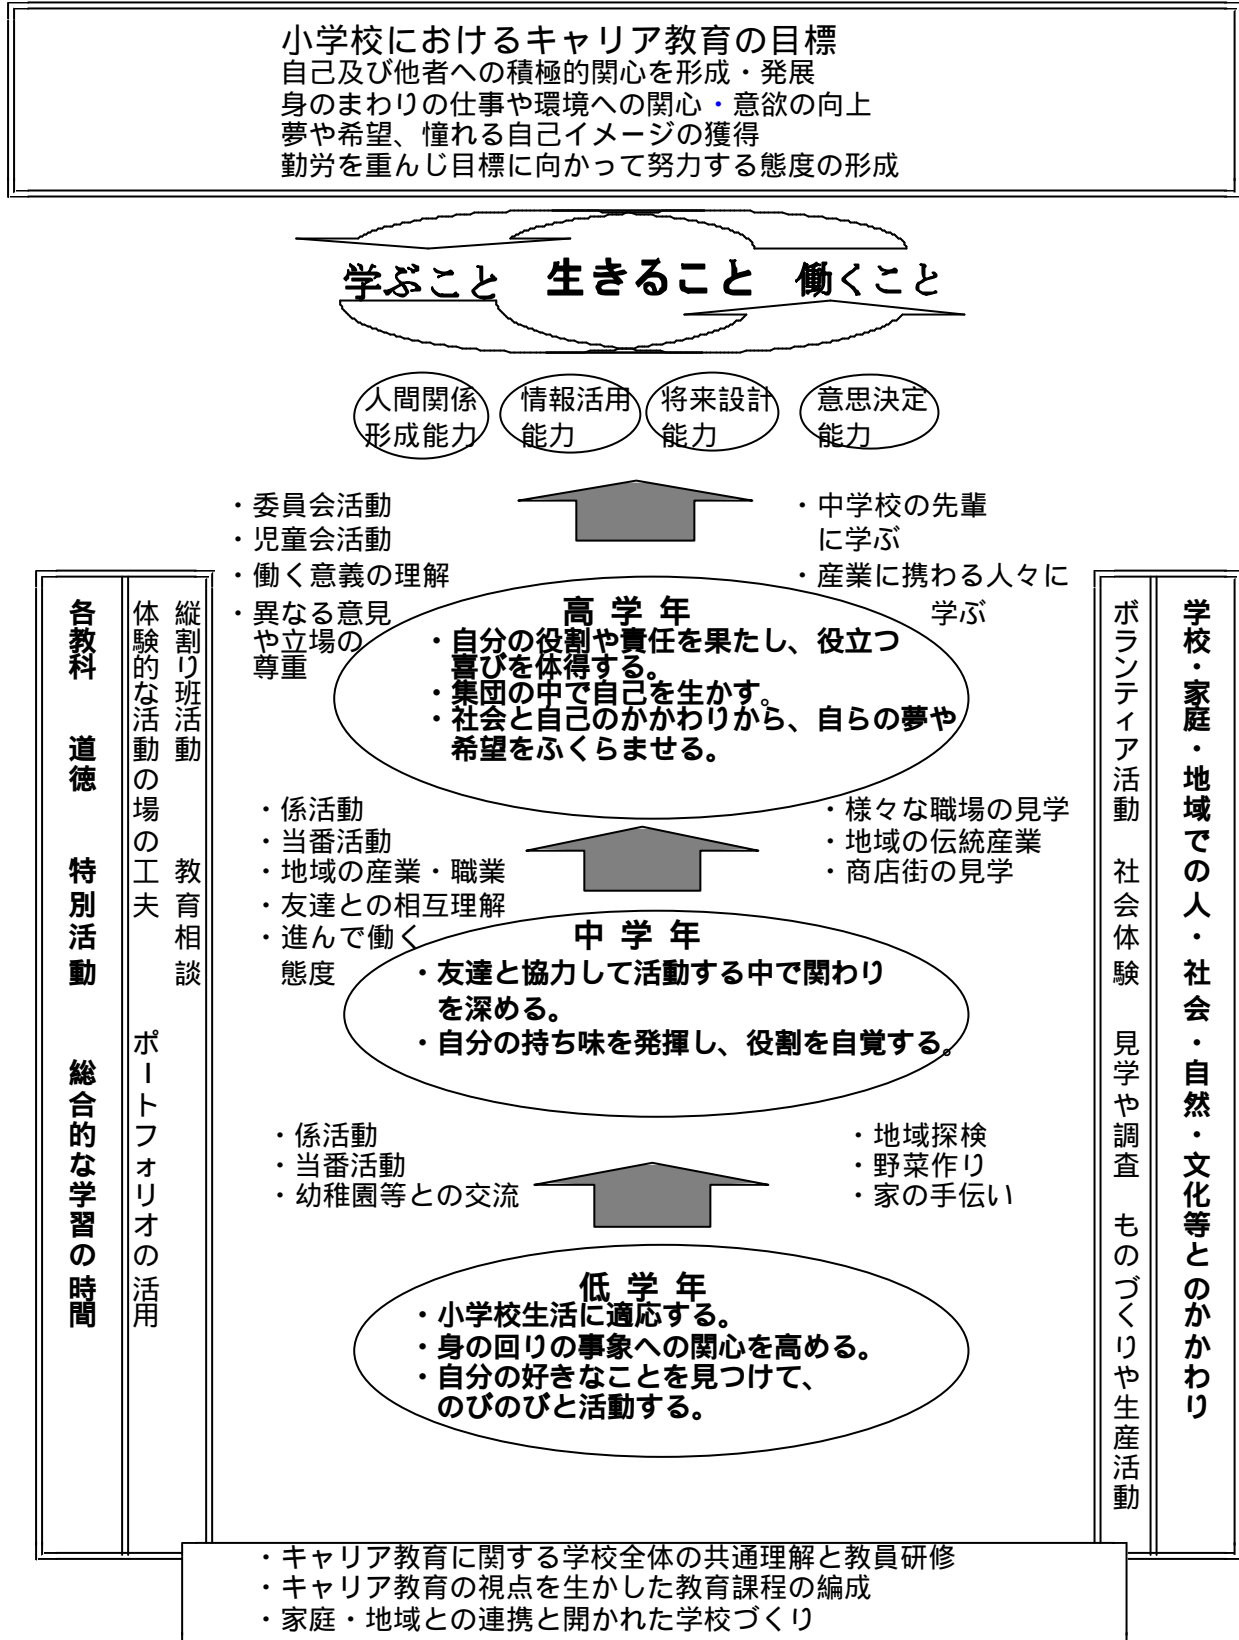 小学校におけるキャリア教育の目標
自己及び他者への積極的関心を形成・発展
身のまわりの仕事や環境への関心・意欲の向上
夢や希望、憧れる自己イメージの獲得
勤労を重んじ目標に向かって努力する態度の形成
学ぶこと 生きること 働くこと
人間関係
形成能力
情報活用
能力
将来設計
能力
意思決定
能力
・委員会活動
・児童会活動
・働く意義の理解
・異なる意見
や立場の
尊重
・中学校の先輩
に学ぶ
・産業に携わる人々に
学ぶ
高 学 年
・自分の役割や責任を果たし、役立つ
喜びを体得する。
・集団の中で自己を生かす。
・社会と自己のかかわりから、自らの夢や
希望をふくらませる。
・係活動
・当番活動
・地域の産業・職業
・友達との相互理解
・進んで働く
態度
・様々な職場の見学
・地域の伝統産業
・商店街の見学
中 学 年
・友達と協力して活動する中で関わり
を深める。
・自分の持ち味を発揮し、役割を自覚する。
・係活動
・当番活動
・幼稚園等との交流
・地域探検
・野菜作り
・家の手伝い
低 学 年
・小学校生活に適応する。
・身の回りの事象への関心を高める。
・自分の好きなことを見つけて、
のびのびと活動する。
各教科 道徳 特別活動 総合的な学習の時間
体験的な活動の場の工夫 ポートフォリオの活用
縦割り班活動 教育相談
ボランティア活動 社会体験 見学や調査 ものづくりや生産活動
学校・家庭・地域での人・社会・自然・文化等とのかかわり
・キャリア教育に関する学校全体の共通理解と教員研修
・キャリア教育の視点を生かした教育課程の編成
・家庭・地域との連携と開かれた学校づくり